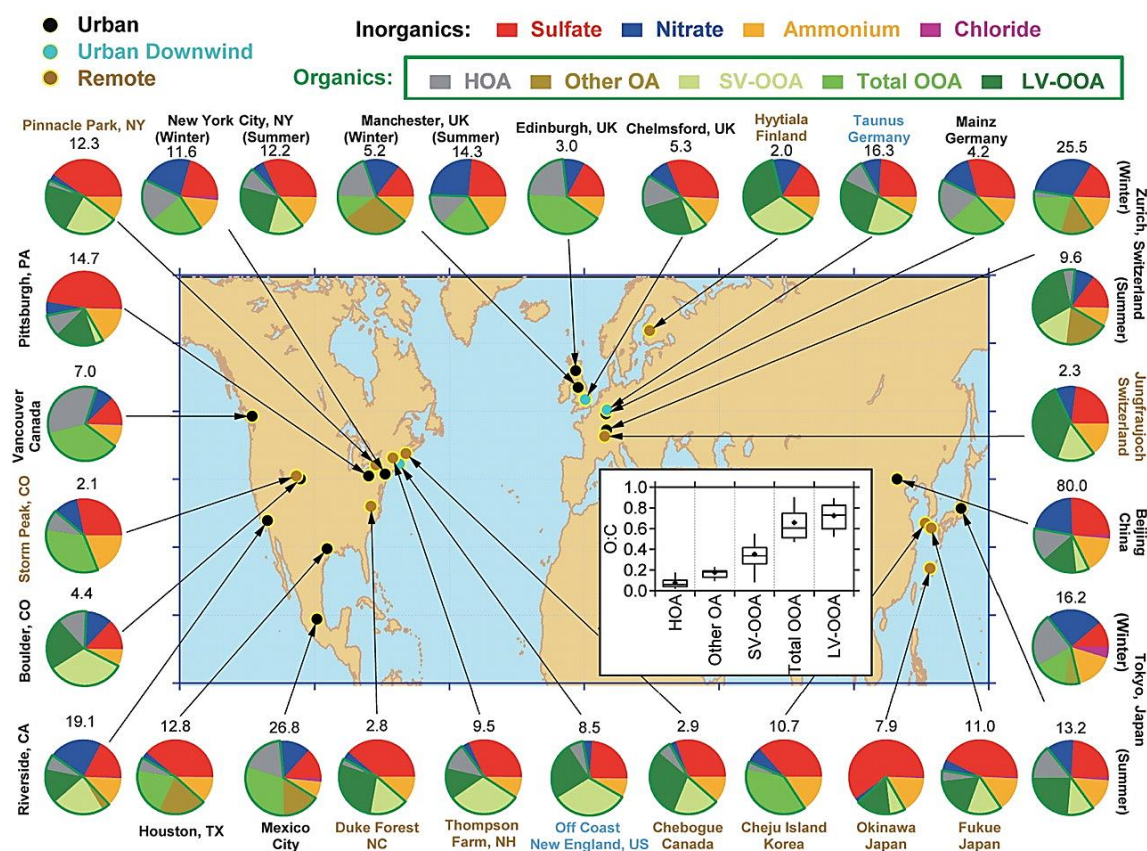 Urban
Urban Downwind
Remote
Inorganics: Sulfate Nitrate Ammonium Chloride
Organics: HOA Other OA SV-OOA Total OOA LV-OOA
Pinnacle Park, NY
12.3
New York City, NY
(Winter) (Summer)
11.6 12.2
Manchester, UK
(Winter) (Summer)
5.2 14.3
Edinburgh, UK
3.0
Chelmsford, UK
5.3
Hyytiala
Finland
2.0
Taunus
Germany
16.3
Mainz
Germany
4.2
25.5
(Winter)
Zurich, Switzerland
9.6
(Summer)
Pittsburgh, PA
14.7
Vancouver
Canada
7.0
Storm Peak, CO
2.1
Boulder, CO
4.4
Jungfraujoch
Switzerland
2.3
Beijing
China
80.0
16.2
(Winter)
Tokyo, Japan
13.2
(Summer)
O:C
1.0
0.8
0.6
0.4
0.2
0.0
HOA
Other OA
SV-OOA
Total OOA
LV-OOA
Riverside, CA
19.1
12.8
Houston, TX
26.8
Mexico
City
2.8
Duke Forest
NC
9.5
Thompson
Farm, NH
8.5
Off Coast
New England, US
2.9
Chebogue
Canada
10.7
Cheju Island
Korea
7.9
Okinawa
Japan
11.0
Fukue
Japan